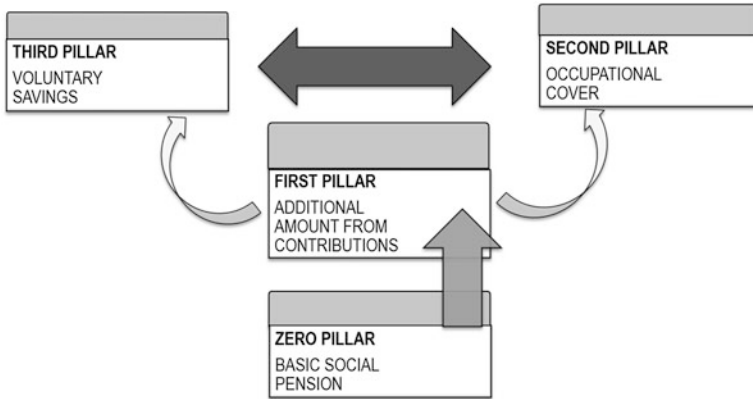 THIRD PILLAR
VOLUNTARY
SAVINGS
SECOND PILLAR
OCCUPATIONAL
COVER
FIRST PILLAR
ADDITIONAL
AMOUNT FROM
CONTRIBUTIONS
ZERO PILLAR
BASIC SOCIAL
PENSION